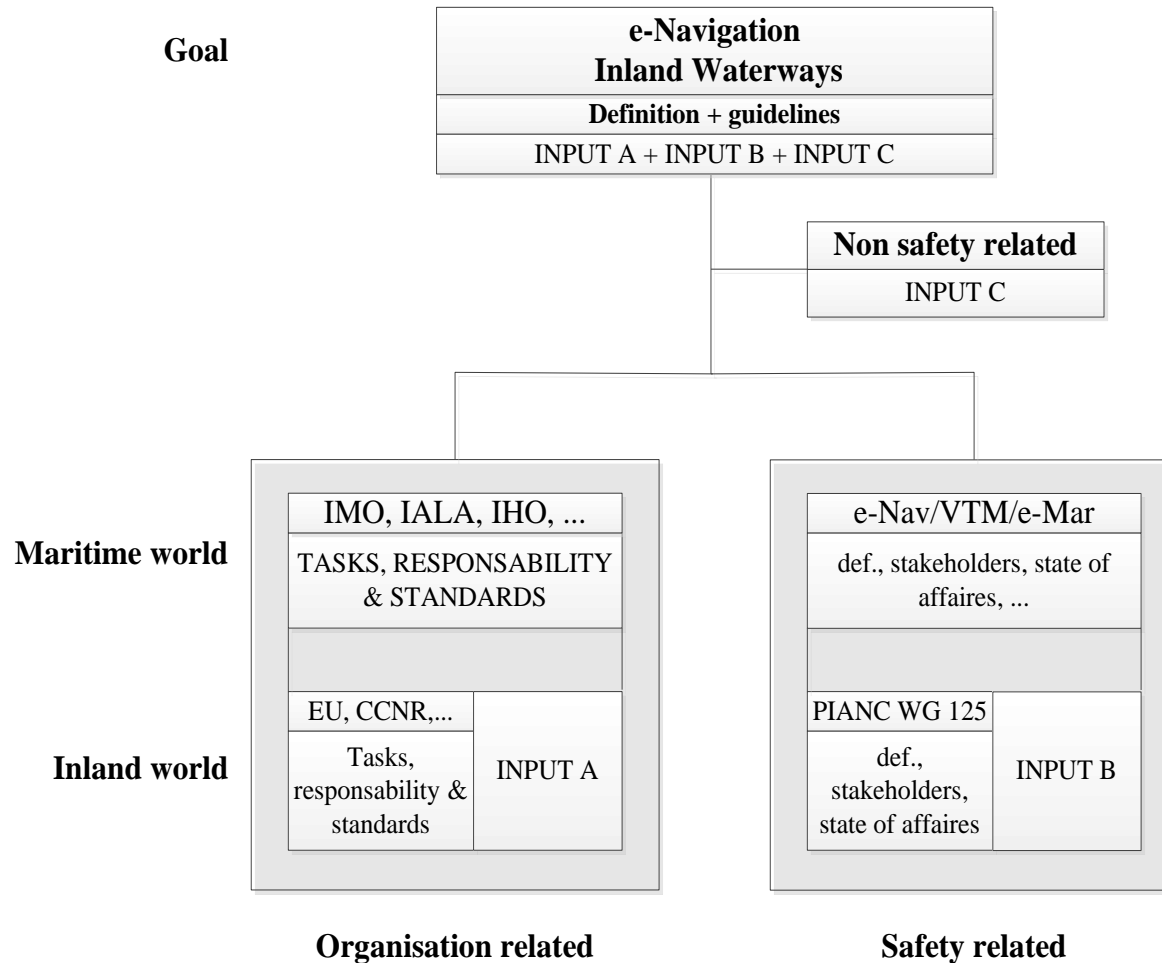 Goal
e-Navigation
Inland Waterways
Definition + guidelines
INPUT A + INPUT B + INPUT C
Non safety related
INPUT C
Maritime world
IMO, IALA, IHO, ...
TASKS, RESPONSABILITY
& STANDARDS
e-Nav/VTM/e-Mar
def., stakeholders, state of
affaires, ...
Inland world
EU, CCNR,...
Tasks,
responsability &
standards
INPUT A
PIANC WG 125
def.,
stakeholders,
state of affaires
INPUT B
Organisation related
Safety related